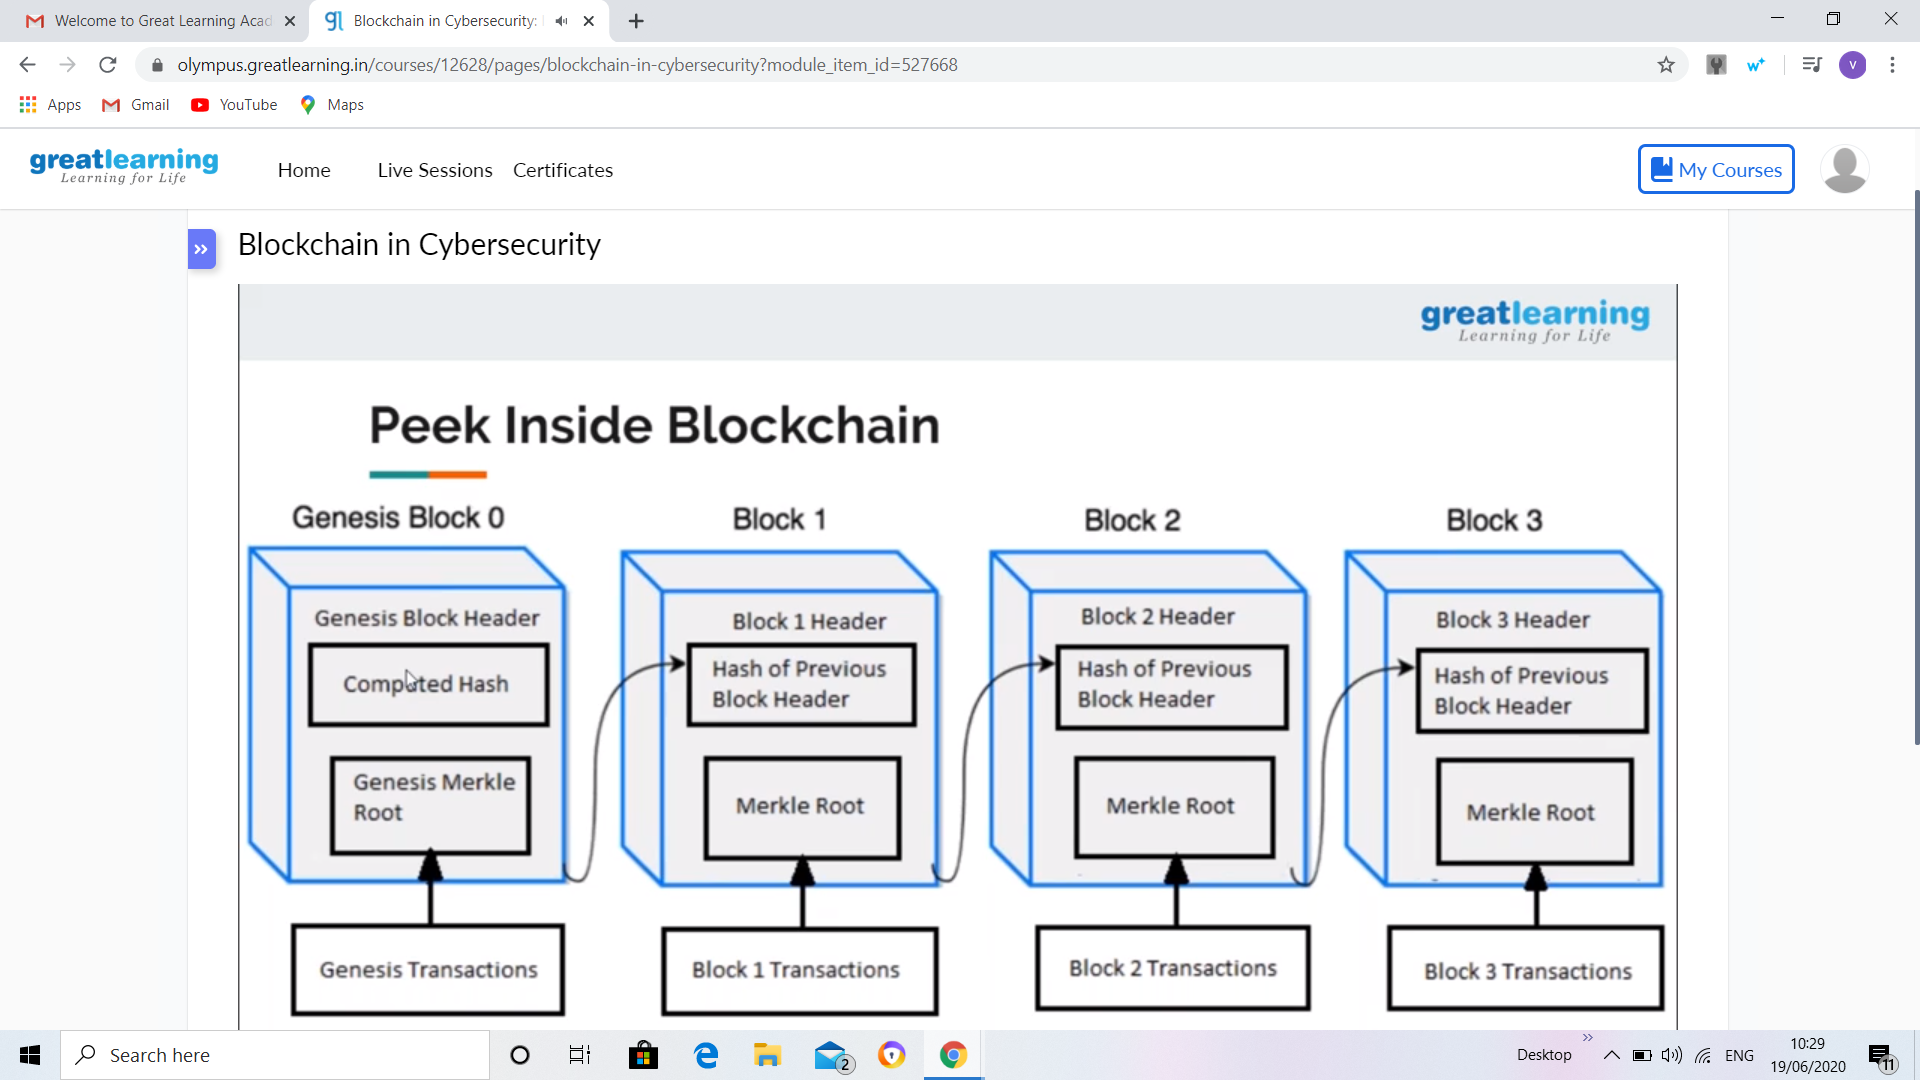 Welcome to Great Learning Acad
Blockchain in Cybersecurity:
olympus.greatlearning.in/courses/12628/pages/blockchain-in-cybersecurity?module_item_id=527668
w+
V
Apps
Gmail
YouTube
Maps
greatlearning
Learning for Life
Home
Live Sessions
Certificates
My Courses
Blockchain in Cybersecurity
greatlearning
Learning for Life
Peek Inside Blockchain
Genesis Block 0
Block 1
Block 2
Block 3
Genesis Block Header
Block 1 Header
Block 2 Header
Block 3 Header
Computed Hash
Hash of Previous
Block Header
Hash of Previous
Block Header
Hash of Previous
Block Header
Genesis Merkle
Root
Merkle Root
Merkle Root
Merkle Root
Genesis Transactions
Block 1 Transactions
Block 2 Transactions
Block 3 Transactions
Search here
2
Desktop
ENG
10:29
19/06/2020
11